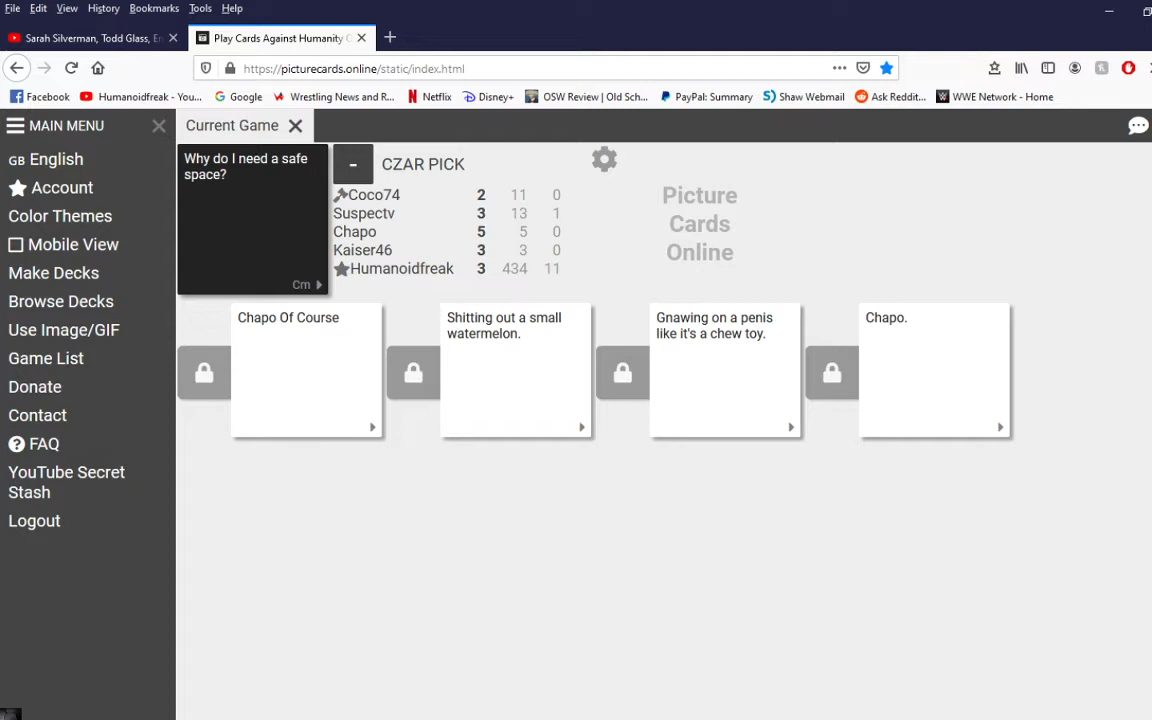 File Edit View History Bookmarks Tools Help
Sarah Silverman, Todd Glass, Er
Play Cards Against Humanity O
https://picturecards.online/static/index.html
Facebook Humanoidfreak - You... Google Wrestling News and R... Netflix Disney+ OSW Review | Old Sch... PayPal: Summary Shaw Webmail Ask Reddit... WWE Network - Home
MAIN MENU
Current Game
GB English
Account
Color Themes
Mobile View
Make Decks
Browse Decks
Use Image/GIF
Game List
Donate
Contact
? FAQ
YouTube Secret
Stash
Logout
Why do I need a safe
space?
Cm
- CZAR PICK
Coco74 2 11 0
Suspectv 3 13 1
Chapo 5 5 0
Kaiser46 3 3 0
Humanoidfreak 3 434 11
Picture
Cards
Online
Chapo Of Course
Shitting out a small
watermelon.
Gnawing on a penis
like it's a chew toy.
Chapo.